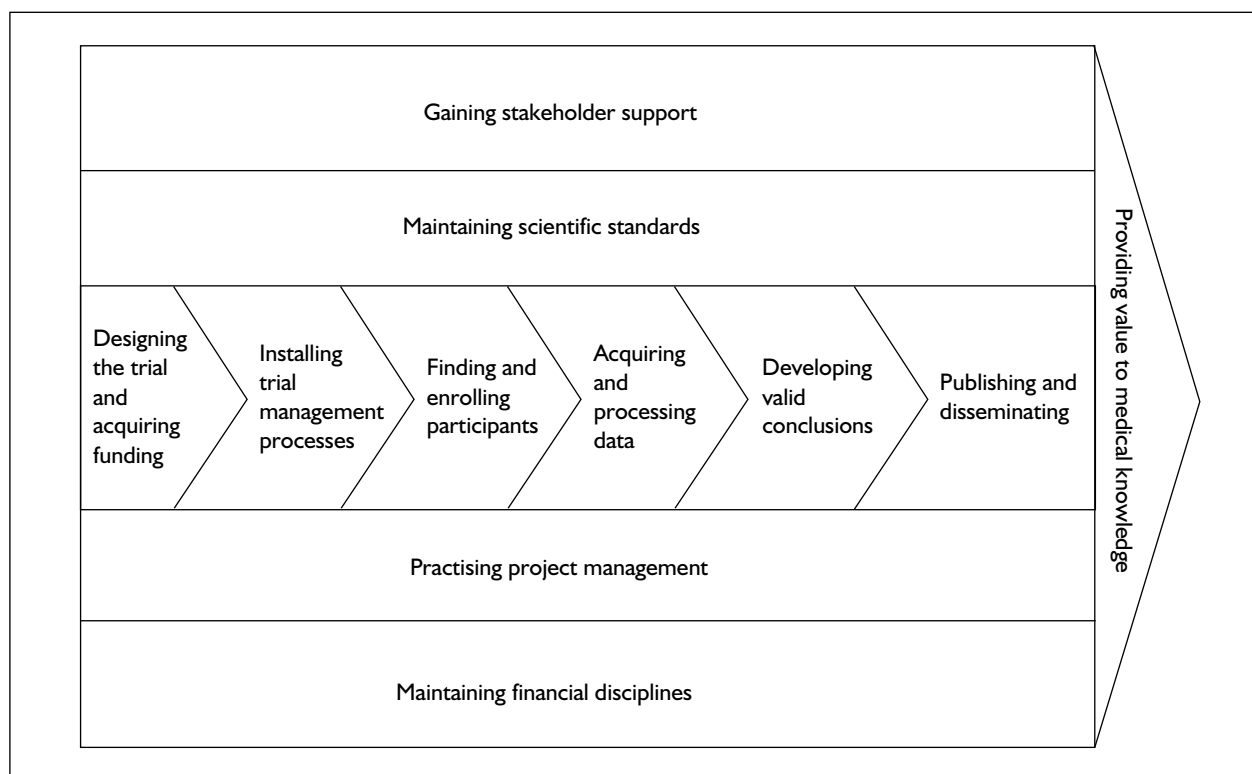 Gaining stakeholder support
Maintaining scientific standards
Designing
the trial
and
acquiring
funding
Installing
trial
management
processes
Finding and
enrolling
participants
Acquiring
and
processing
data
Developing
valid
conclusions
Publishing and
disseminating
Practising project management
Maintaining financial disciplines
Providing value to medical knowledge